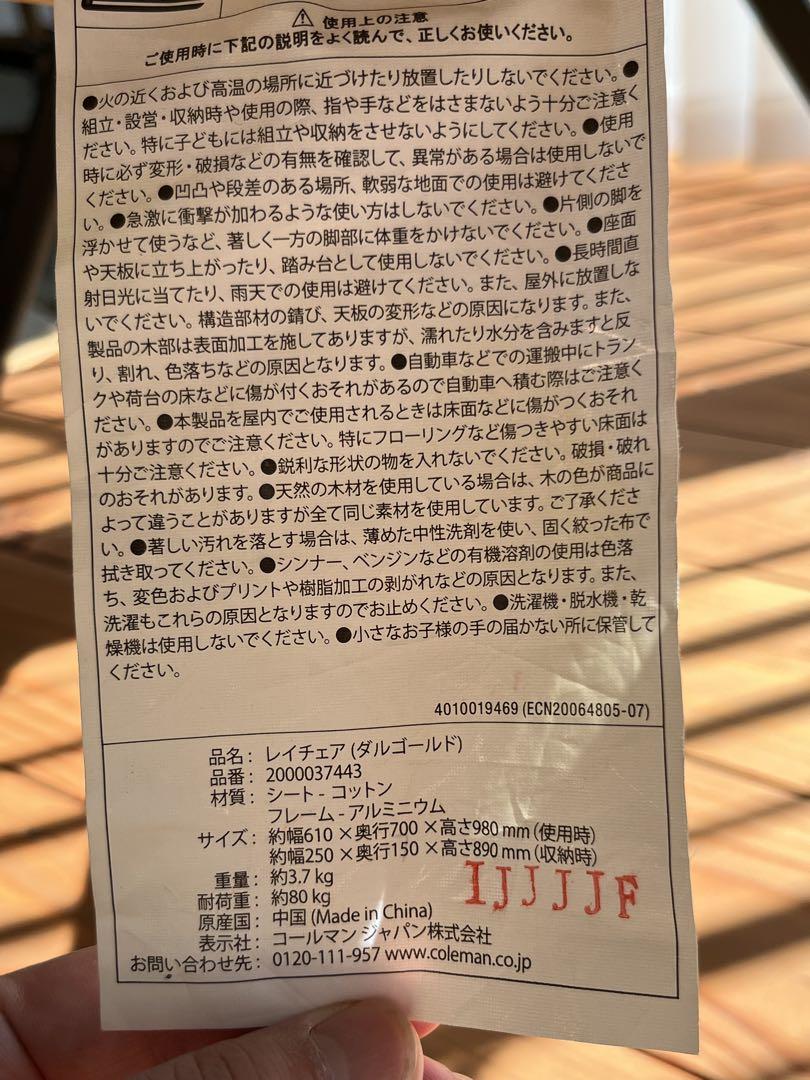 ⚠ 使用上の注意
ご使用時に下記の説明をよく読んで、正しくお使いください。
●火の近くおよび高温の場所に近づけたり放置したりしないでください。●
組立・設営・収納時や使用の際、指や手などをはさまないよう十分ご注意く
ださい。特に子どもには組立や収納をさせないようにしてください。●使用
時に必ず変形・破損などの有無を確認して、異常がある場合は使用しないで
ください。●凹凸や段差のある場所、軟弱な地面での使用は避けてくださ
い。●急激に衝撃が加わるような使い方はしないでください。●片側の脚を
浮かせて使うなど、著しく一方の脚部に体重をかけないでください。●座面
や天板に立ち上がったり、踏み台として使用しないでください。●長時間直
射日光に当てたり、雨天での使用は避けてください。また、屋外に放置しな
いでください。構造部材の錆び、天板の変形などの原因になります。また、
製品の木部は表面加工を施してありますが、濡れたり水分を含みますと反
り、割れ、色落ちなどの原因となります。●自動車などでの運搬中にトラン
クや荷台の床などに傷が付くおそれがあるので自動車へ積む際はご注意く
ださい。●本製品を屋内でご使用されるときは床面などに傷がつくおそれ
がありますのでご注意ください。特にフローリングなど傷つきやすい床面は
十分ご注意ください。●鋭利な形状の物を入れないでください。破損・破れ
のおそれがあります。●天然の木材を使用している場合は、木の色が商品に
よって違うことがありますが全て同じ素材を使用しています。ご了承くださ
い。●著しい汚れを落とす場合は、薄めた中性洗剤を使い、固く絞った布で
拭き取ってください。●シンナー、ベンジンなどの有機溶剤の使用は色落
ち、変色およびプリントや樹脂加工の剥がれなどの原因となります。また、
洗濯もこれらの原因となりますのでお止めください。●洗濯機・脱水機・乾
燥機は使用しないでください。●小さなお子様の手の届かない所に保管して
ください。
4010019469 (ECN20064805-07)
品名：レイチェア (ダルゴールド)
品番：2000037443
材質：シート - コットン
フレーム - アルミニウム
サイズ：約幅610×奥行700×高さ980mm (使用時)
約幅250×奥行150×高さ890mm (収納時)
重量：約3.7 kg
耐荷重：約80 kg
IJJJJF
原産国：中国 (Made in China)
表示社：コールマン ジャパン株式会社
お問い合わせ先：0120-111-957 www.coleman.co.jp